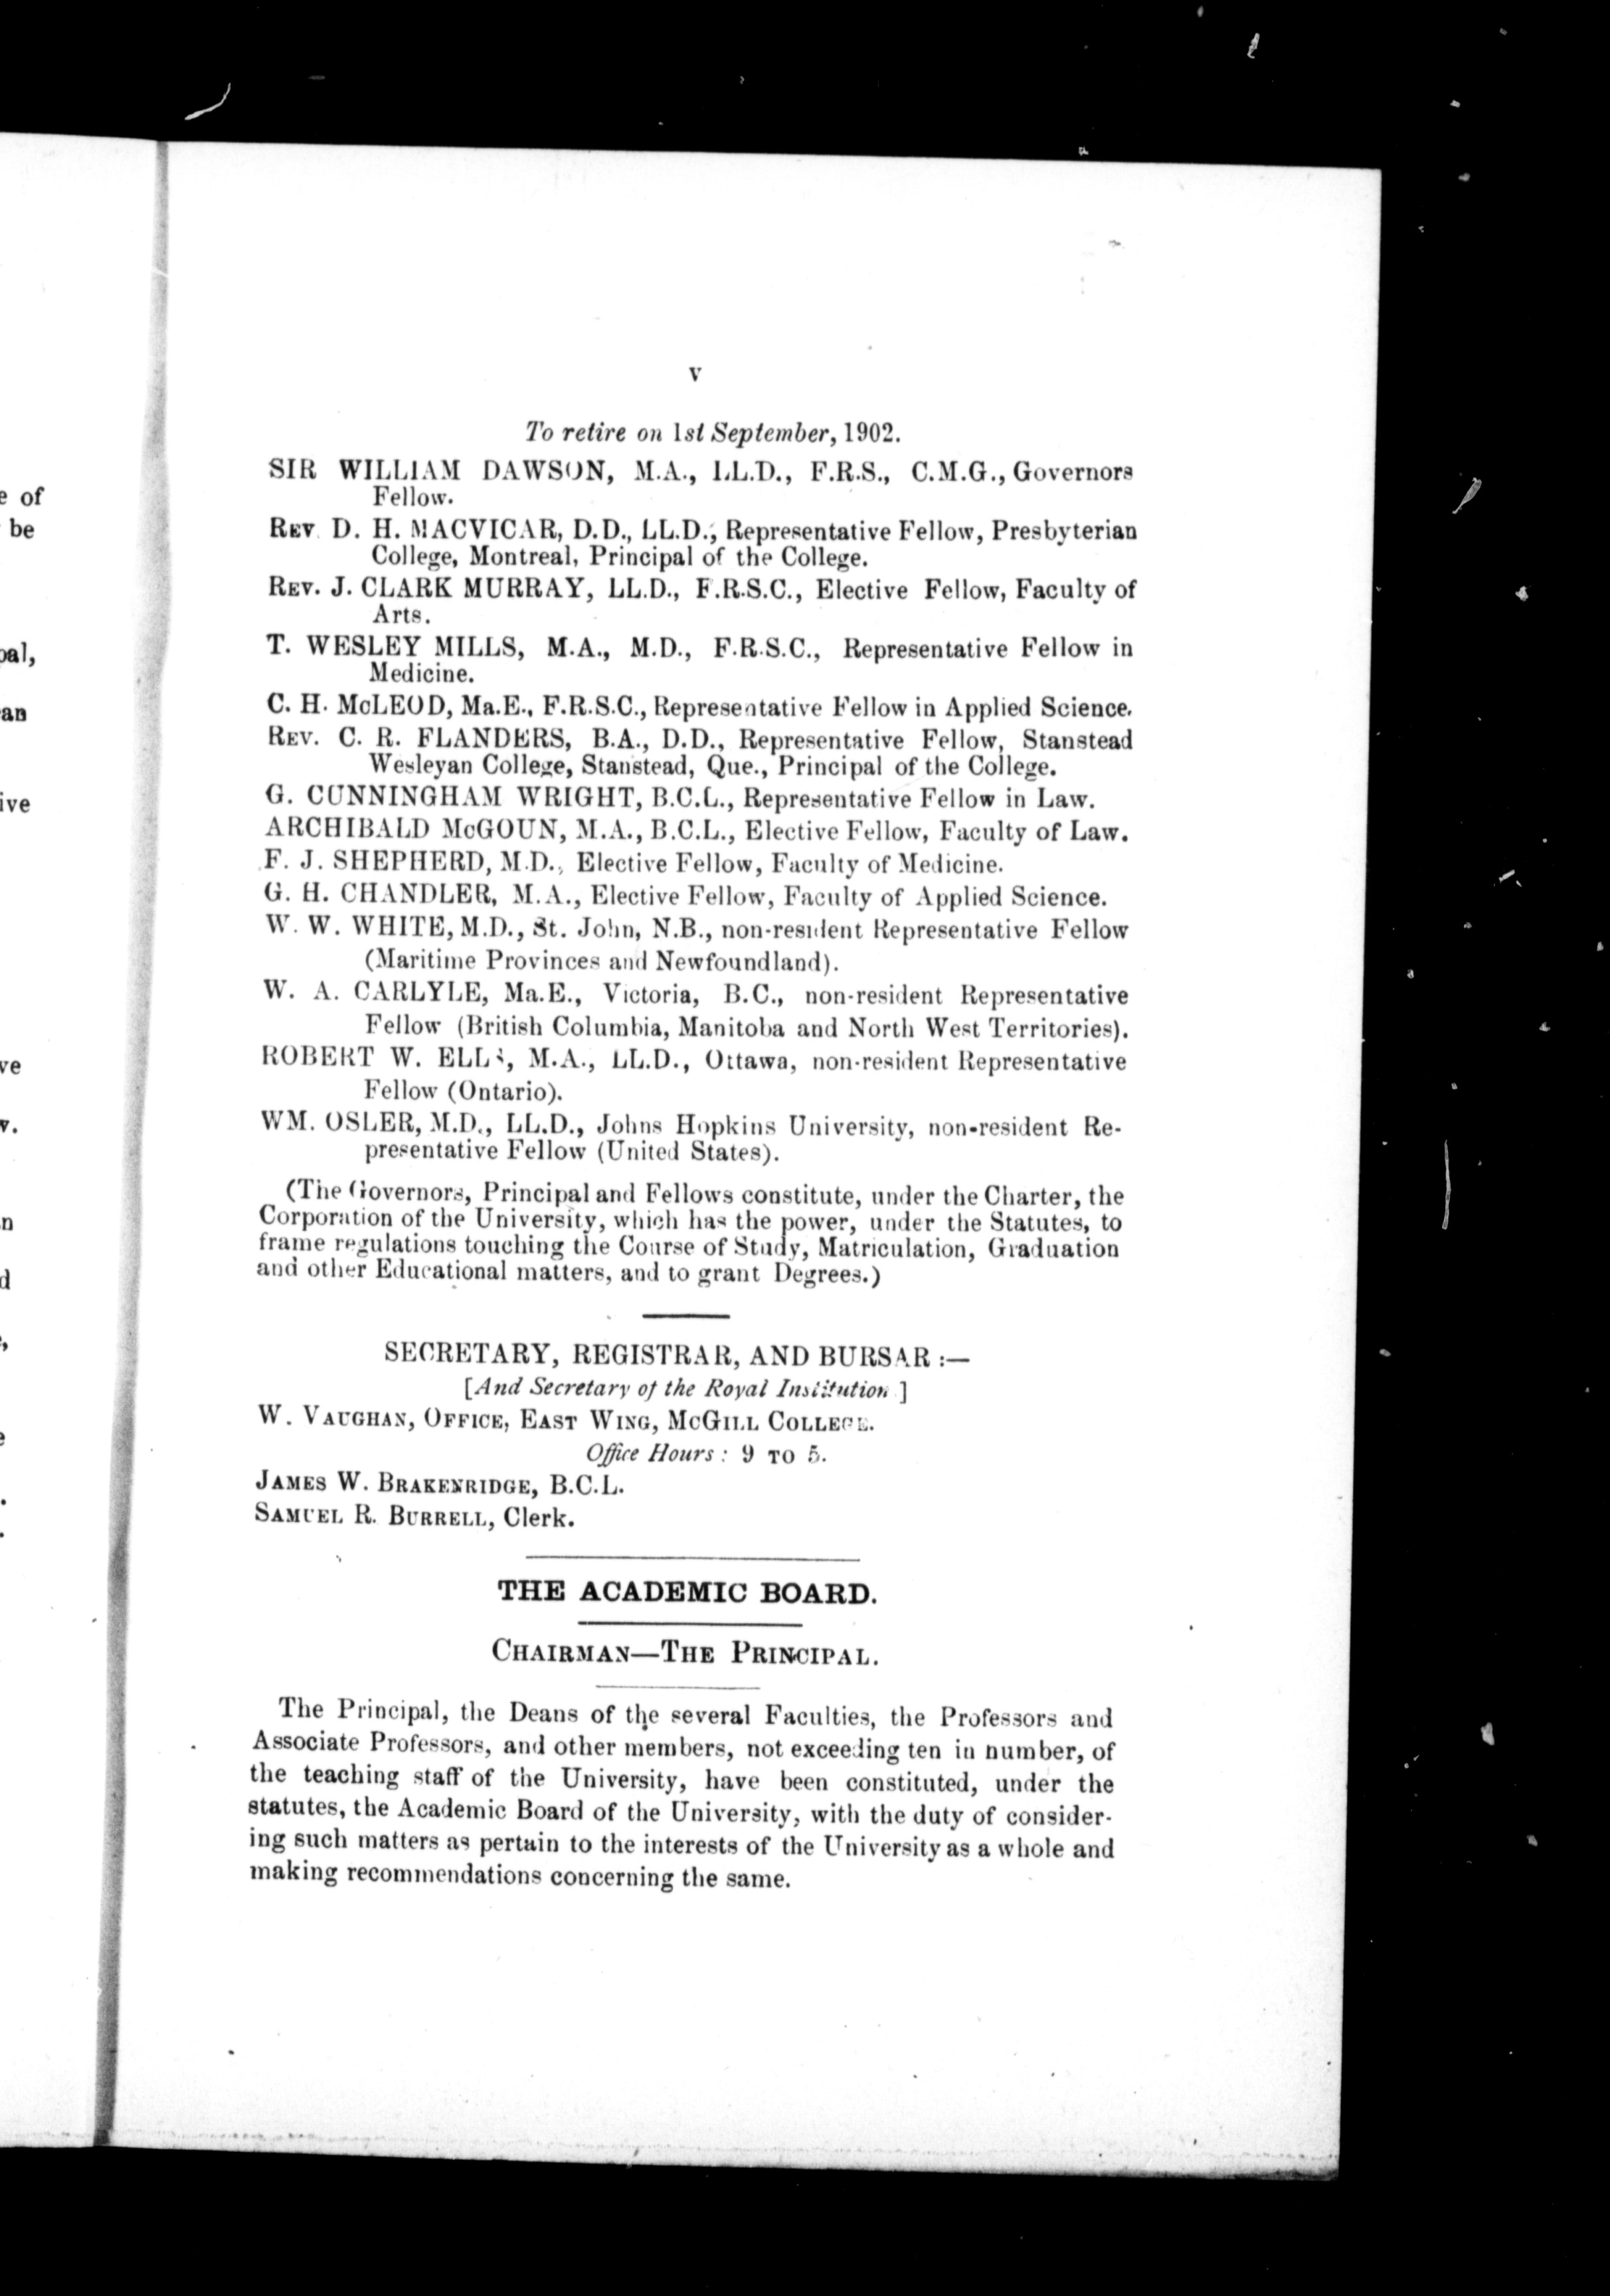 v
To retire on 1st September, 1902.
SIR WILLIAM DAWSON, M.A., LL.D., F.R.S., C.M.G., Governors
Fellow.
REV. D. H. MACVICAR, D.D., LL.D., Representative Fellow, Presbyterian
College, Montreal, Principal of the College.
REV. J. CLARK MURRAY, LL.D., F.R.S.C., Elective Fellow, Faculty of
Arts.
T. WESLEY MILLS, M.A., M.D., F.R.S.C., Representative Fellow in
Medicine.
C. H. McLEOD, Ma.E., F.R.S.C., Representative Fellow in Applied Science.
REV. C. R. FLANDERS, B.A., D.D., Representative Fellow, Stanstead
Wesleyan College, Stanstead, Que., Principal of the College.
G. CUNNINGHAM WRIGHT, B.C.L., Representative Fellow in Law.
ARCHIBALD McGOUN, M.A., B.C.L., Elective Fellow, Faculty of Law.
F. J. SHEPHERD, M.D., Elective Fellow, Faculty of Medicine.
G. H. CHANDLER, M.A., Elective Fellow, Faculty of Applied Science.
W. W. WHITE, M.D., St. John, N.B., non-resident Representative Fellow
(Maritime Provinces and Newfoundland).
W. A. CARLYLE, Ma.E., Victoria, B.C., non-resident Representative
Fellow (British Columbia, Manitoba and North West Territories).
ROBERT W. ELLS, M.A., LL.D., Ottawa, non-resident Representative
Fellow (Ontario).
WM. OSLER, M.D., LL.D., Johns Hopkins University, non-resident Re-
presentative Fellow (United States).
(The Governors, Principal and Fellows constitute, under the Charter, the
Corporation of the University, which has the power, under the Statutes, to
frame regulations touching the Course of Study, Matriculation, Graduation
and other Educational matters, and to grant Degrees.)
SECRETARY, REGISTRAR, AND BURSAR :—
[And Secretary of the Royal Institution ]
W. VAUGHAN, OFFICE, EAST WING, MCGILL COLLEGE.
Office Hours : 9 TO 5.
JAMES W. BRAKENRIDGE, B.C.L.
SAMUEL R. BURRELL, Clerk.
THE ACADEMIC BOARD.
CHAIRMAN—THE PRINCIPAL.
The Principal, the Deans of the several Faculties, the Professors and
Associate Professors, and other members, not exceeding ten in number, of
the teaching staff of the University, have been constituted, under the
statutes, the Academic Board of the University, with the duty of consider-
ing such matters as pertain to the interests of the University as a whole and
making recommendations concerning the same.